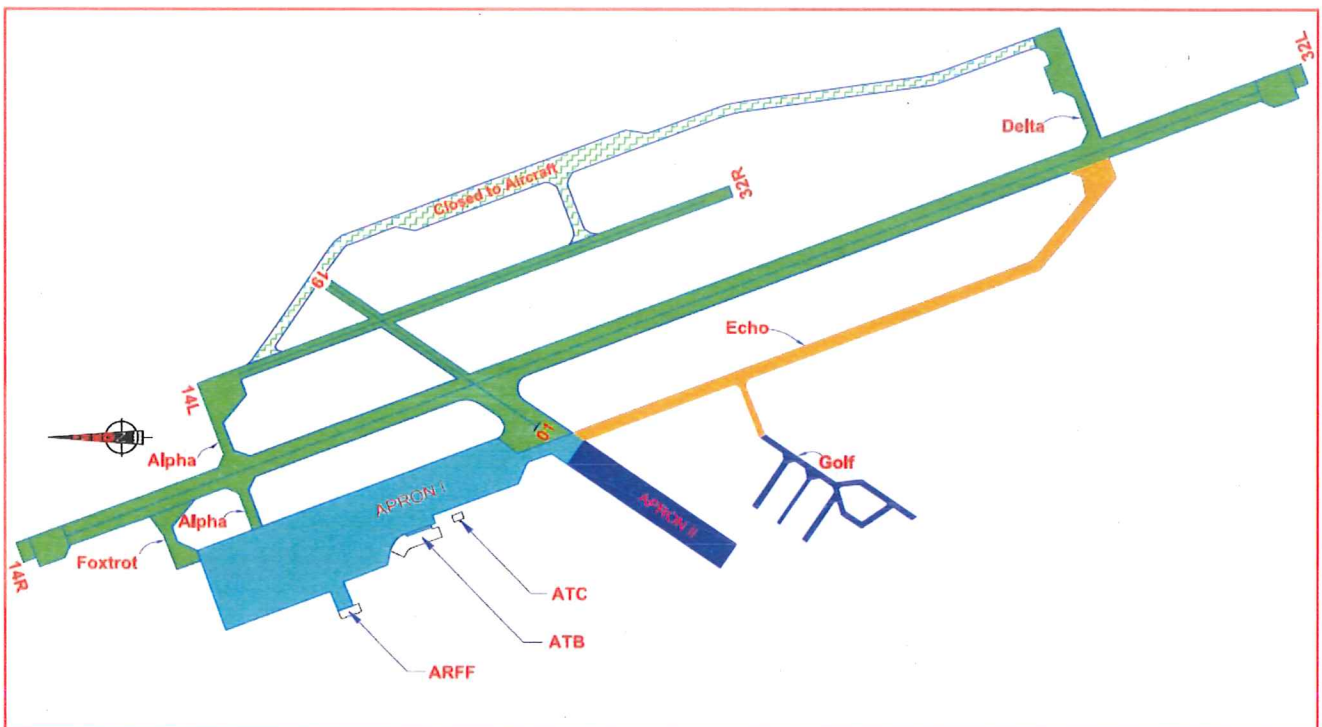 32L
Delta
Closed to Aircraft
32R
19
Echo
14L
01
Alpha
Golf
APRON I
APRON II
Alpha
Foxtrot
14R
ATC
ATB
ARFF